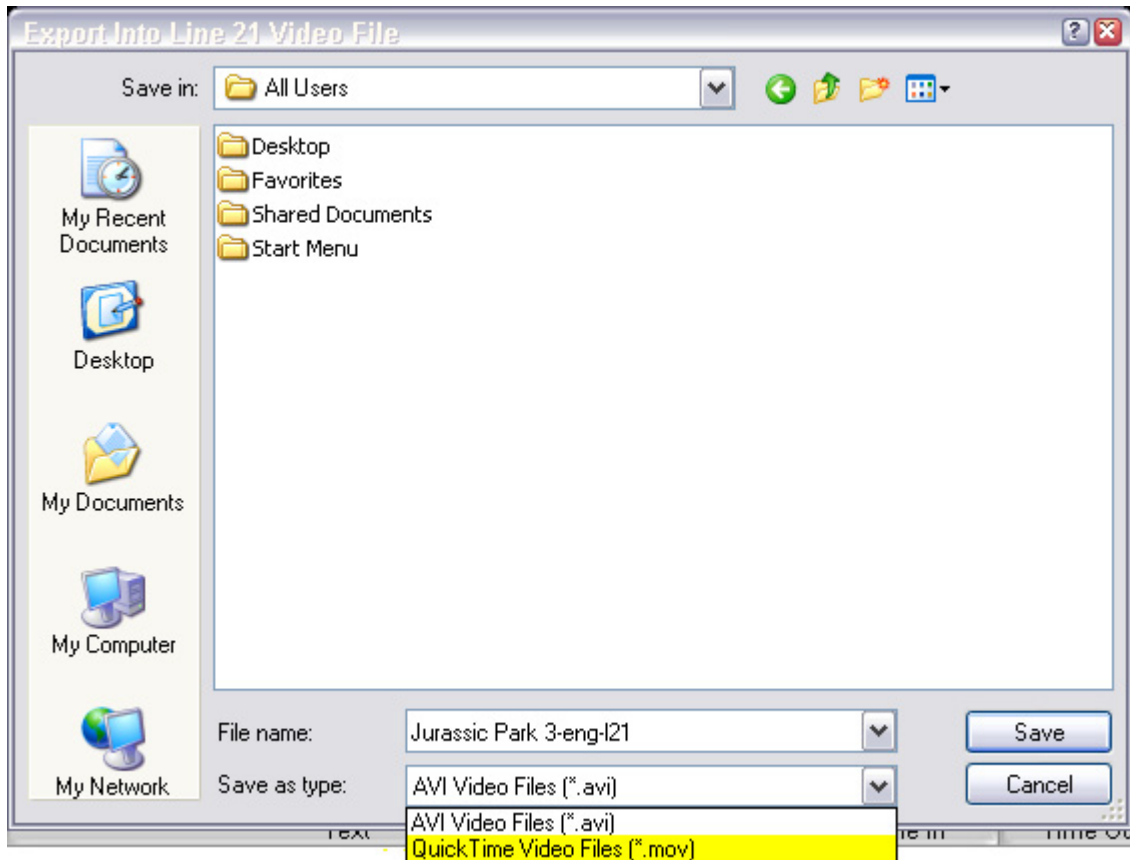 Export Into Line 21 Video File
Save in:
All Users
Desktop
Favorites
Shared Documents
Start Menu
My Recent
Documents
Desktop
My Documents
My Computer
My Network
File name:
Jurassic Park 3-eng-l21
Save
Save as type:
AVI Video Files (*.avi)
Cancel
AVI Video Files (*.avi)
QuickTime Video Files (*.mov)